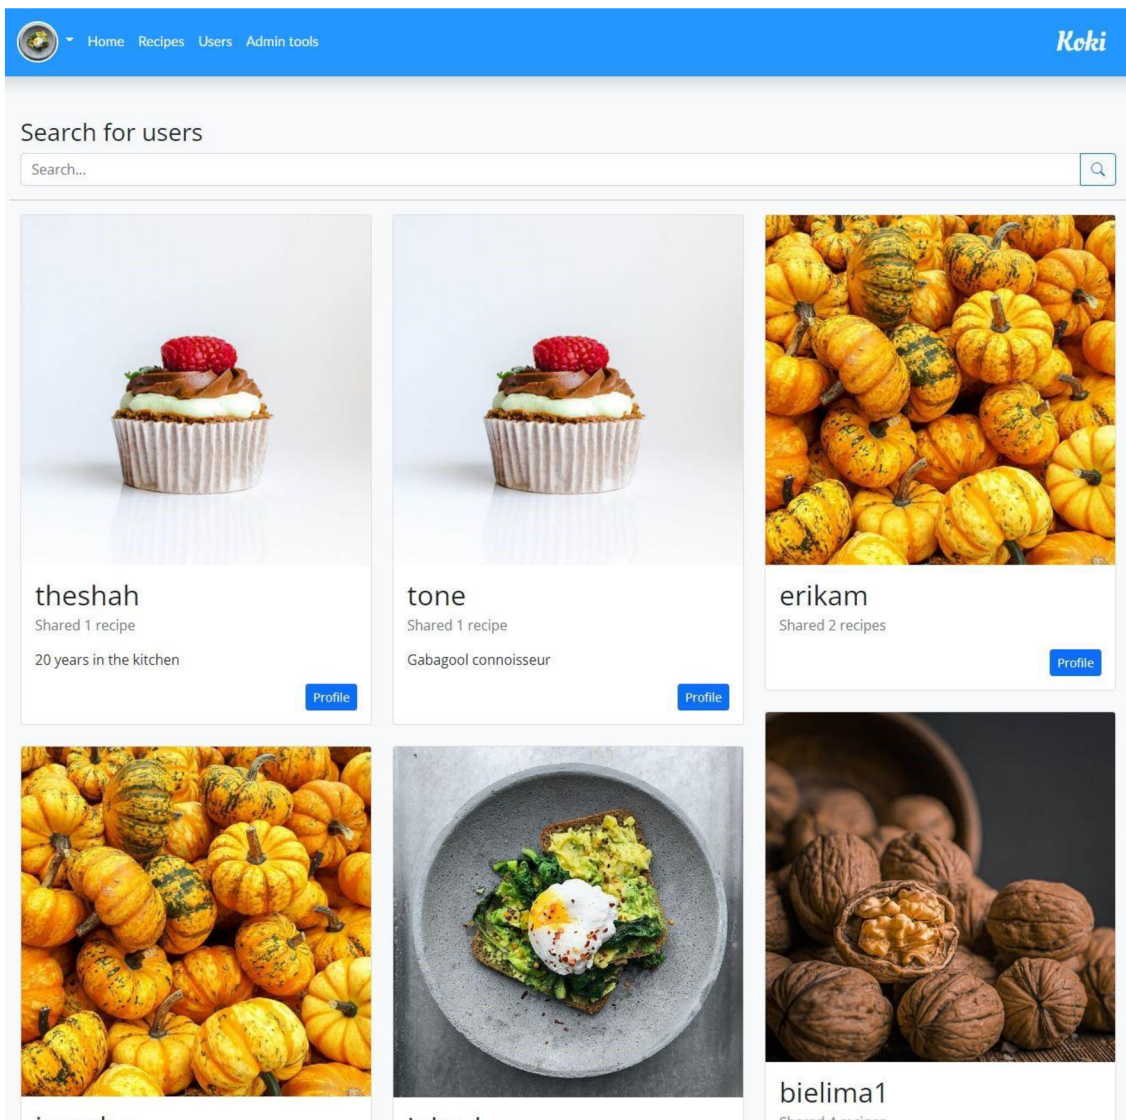 Home Recipes Users Admin tools
Koki
Search for users
Search...
theshah
Shared 1 recipe
20 years in the kitchen
Profile
tone
Shared 1 recipe
Gabagool connoisseur
Profile
erikam
Shared 2 recipes
Profile
bielima1